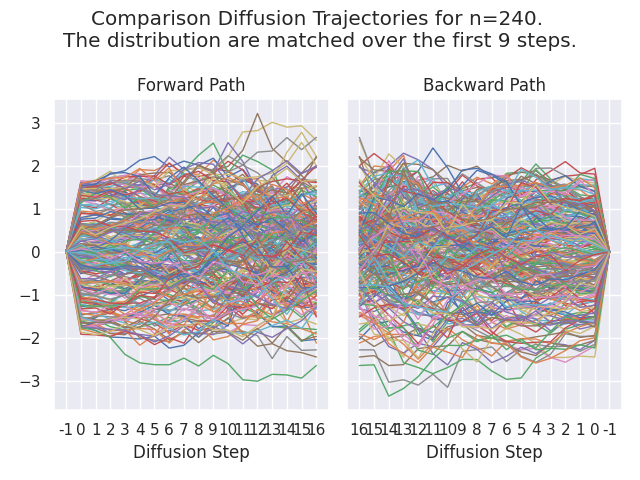 Comparison Diffusion Trajectories for n=240.
The distribution are matched over the first 9 steps.
Forward Path
Backward Path
3
2
1
0
−1
−2
−3
-1 0 1 2 3 4 5 6 7 8 9 10 11 12 13 14 15 16
16 15 14 13 12 11 10 9 8 7 6 5 4 3 2 1 0 -1
Diffusion Step
Diffusion Step